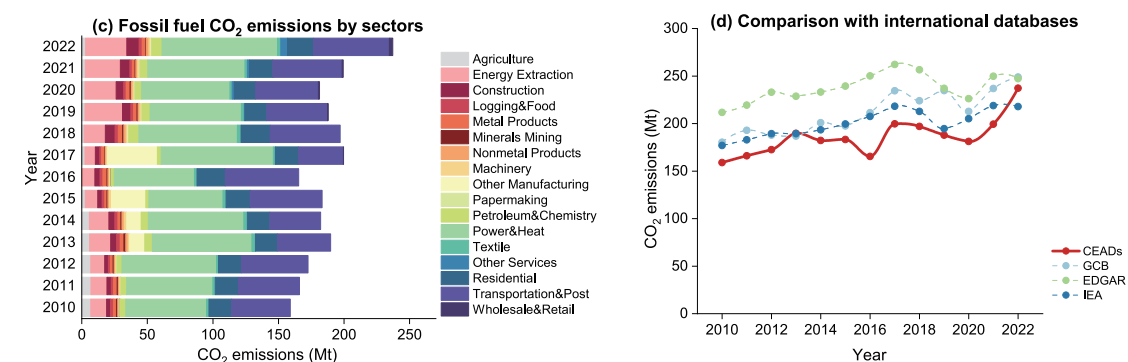 (c) Fossil fuel CO₂ emissions by sectors
2022
2021
2020
2019
2018
2017
2016
2015
2014
2013
2012
2011
2010
Year
0 50 100 150 200 250
CO₂ emissions (Mt)
Agriculture
Energy Extraction
Construction
Logging&Food
Metal Products
Minerals Mining
Nonmetal Products
Machinery
Other Manufacturing
Papermaking
Petroleum&Chemistry
Power&Heat
Textile
Other Services
Residential
Transportation&Post
Wholesale&Retail
(d) Comparison with international databases
300
250
200
150
100
50
0
CO₂ emissions (Mt)
2010 2012 2014 2016 2018 2020 2022
Year
CEADs
GCB
EDGAR
IEA